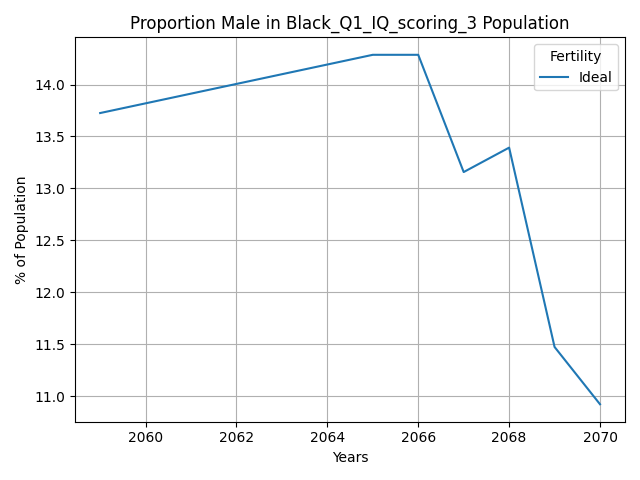 Proportion Male in Black_Q1_IQ_scoring_3 Population
Fertility
Ideal
% of Population
14.0
13.5
13.0
12.5
12.0
11.5
11.0
2060 2062 2064 2066 2068 2070
Years